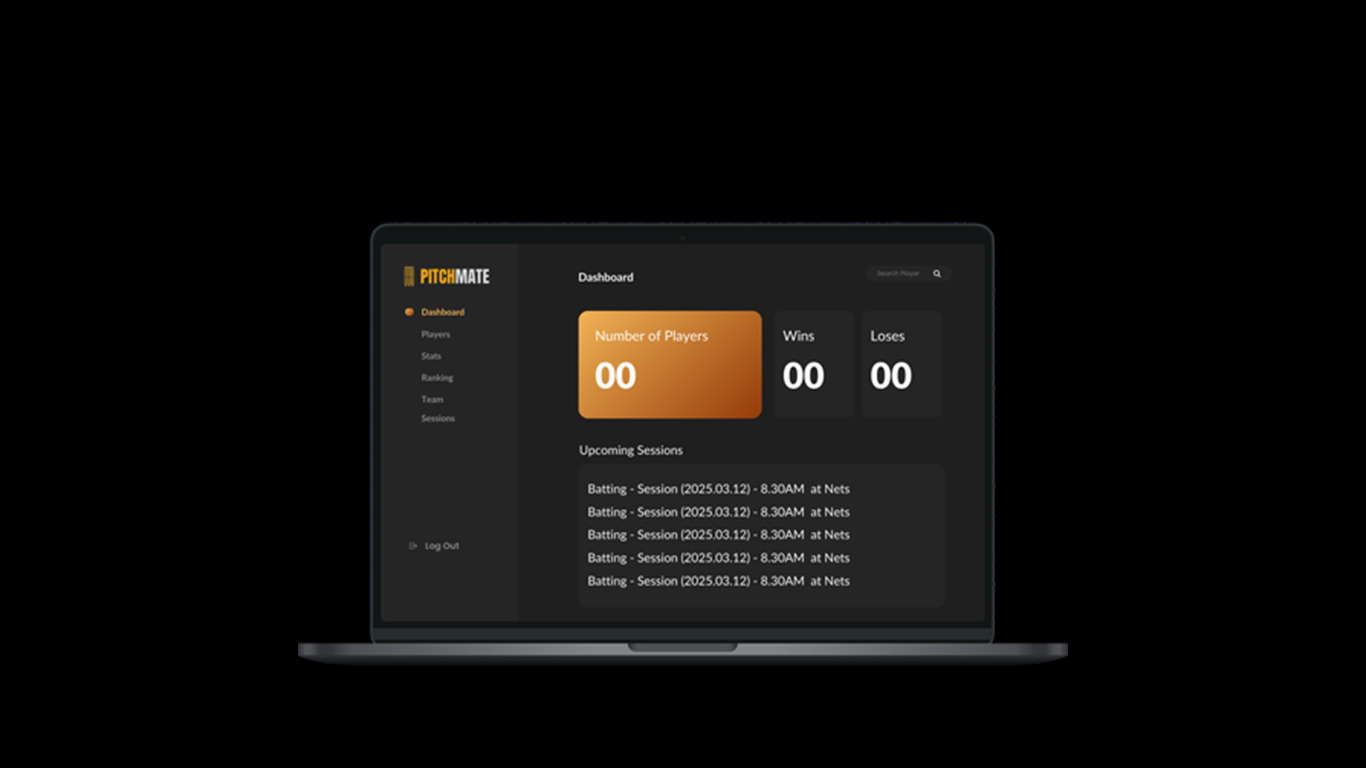 PITCHMATE
Dashboard
Players
Stats
Ranking
Team
Sessions
Log Out
Dashboard
Search Player
Number of Players
00
Wins
00
Loses
00
Upcoming Sessions
Batting - Session (2025.03.12) - 8.30AM  at Nets
Batting - Session (2025.03.12) - 8.30AM  at Nets
Batting - Session (2025.03.12) - 8.30AM  at Nets
Batting - Session (2025.03.12) - 8.30AM  at Nets
Batting - Session (2025.03.12) - 8.30AM  at Nets